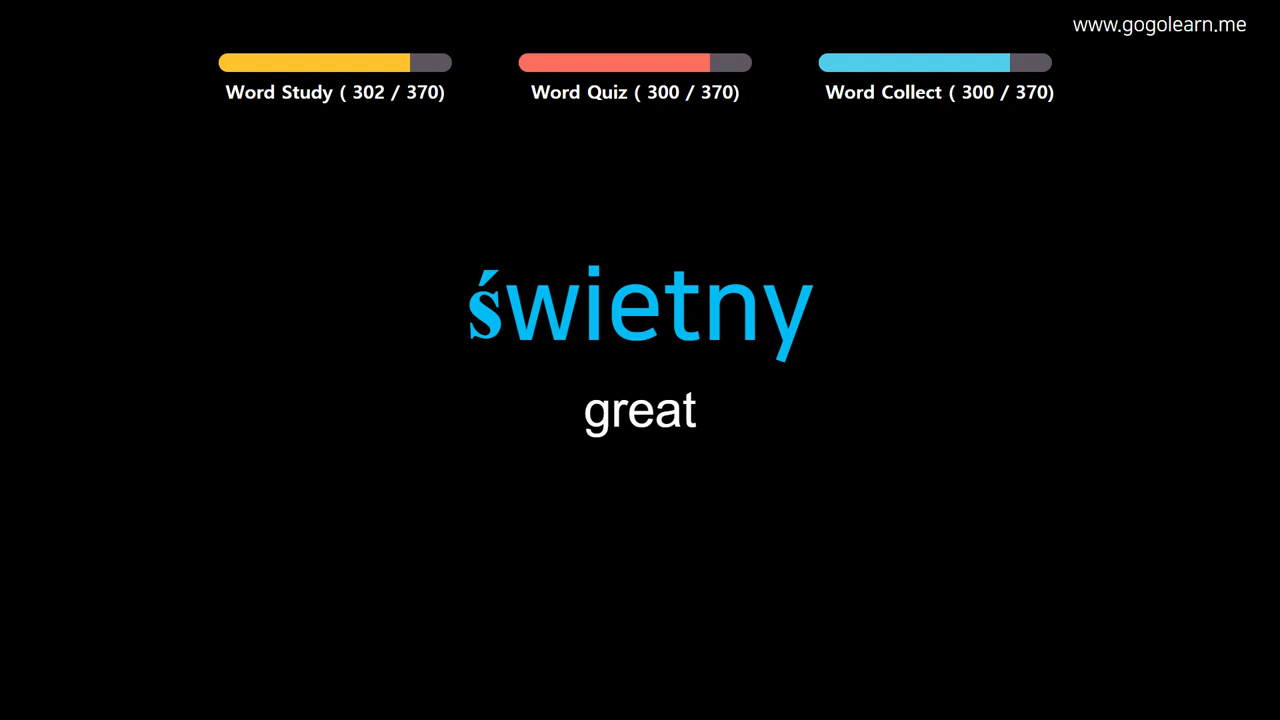 www.gogolearn.me
Word Study ( 302 / 370)
Word Quiz ( 300 / 370)
Word Collect ( 300 / 370)
świetny
great